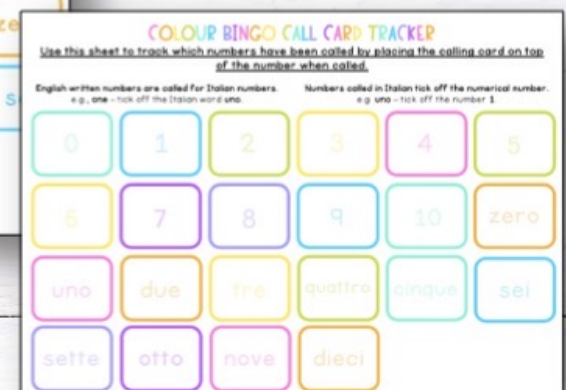 COLOUR BINGO CALL CARD TRACKER
Use this sheet to track which numbers have been called by placing the calling card on top
of the number when called.
English written numbers are called for Italian numbers.
e.g., one - tick off the Italian word uno.
Numbers called in Italian tick off the numerical number.
e.g uno - tick off the number 1.
0 1 2 3 4 5
6 7 8 9 10 zero
uno due tre quattro cinque sei
sette otto nove dieci